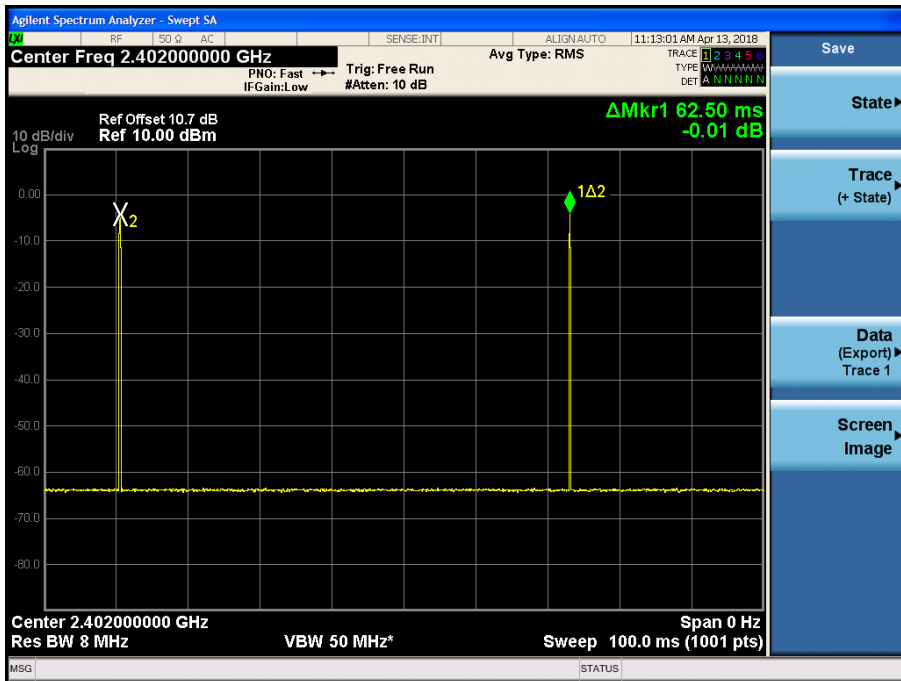 Agilent Spectrum Analyzer - Swept SA
LXI RF 50 Ω AC SENSE:INT ALIGNAUTO 11:13:01 AM Apr 13, 2018
Center Freq 2.402000000 GHz
PNO: Fast
IFGain:Low
Trig: Free Run
#Atten: 10 dB
Avg Type: RMS
TRACE 1 2 3 4 5 6
TYPE WWWWWW
DET A N N N N N
Ref Offset 10.7 dB
10 dB/div Ref 10.00 dBm
Log
ΔMkr1 62.50 ms
-0.01 dB
0.00
-10.0
-20.0
-30.0
-40.0
-50.0
-60.0
-70.0
-80.0
2
1Δ2
Center 2.402000000 GHz Span 0 Hz
Res BW 8 MHz VBW 50 MHz* Sweep 100.0 ms (1001 pts)
MSG STATUS
Save
State
Trace
(+ State)
Data
(Export)
Trace 1
Screen
Image